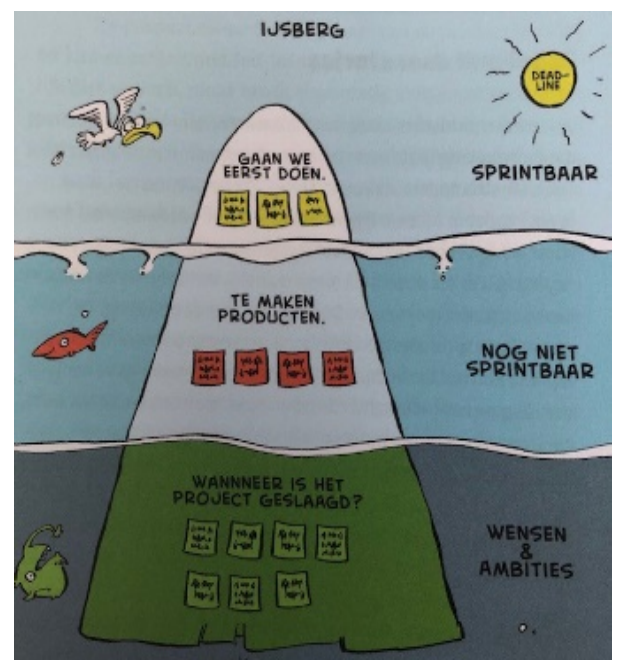 IJSBERG
DEAD-
LINE
GAAN WE
EERST DOEN.
SPRINTBAAR
TE MAKEN
PRODUCTEN.
NOG NIET
SPRINTBAAR
WANNNEER IS HET
PROJECT GESLAAGD?
WENSEN
&
AMBITIES